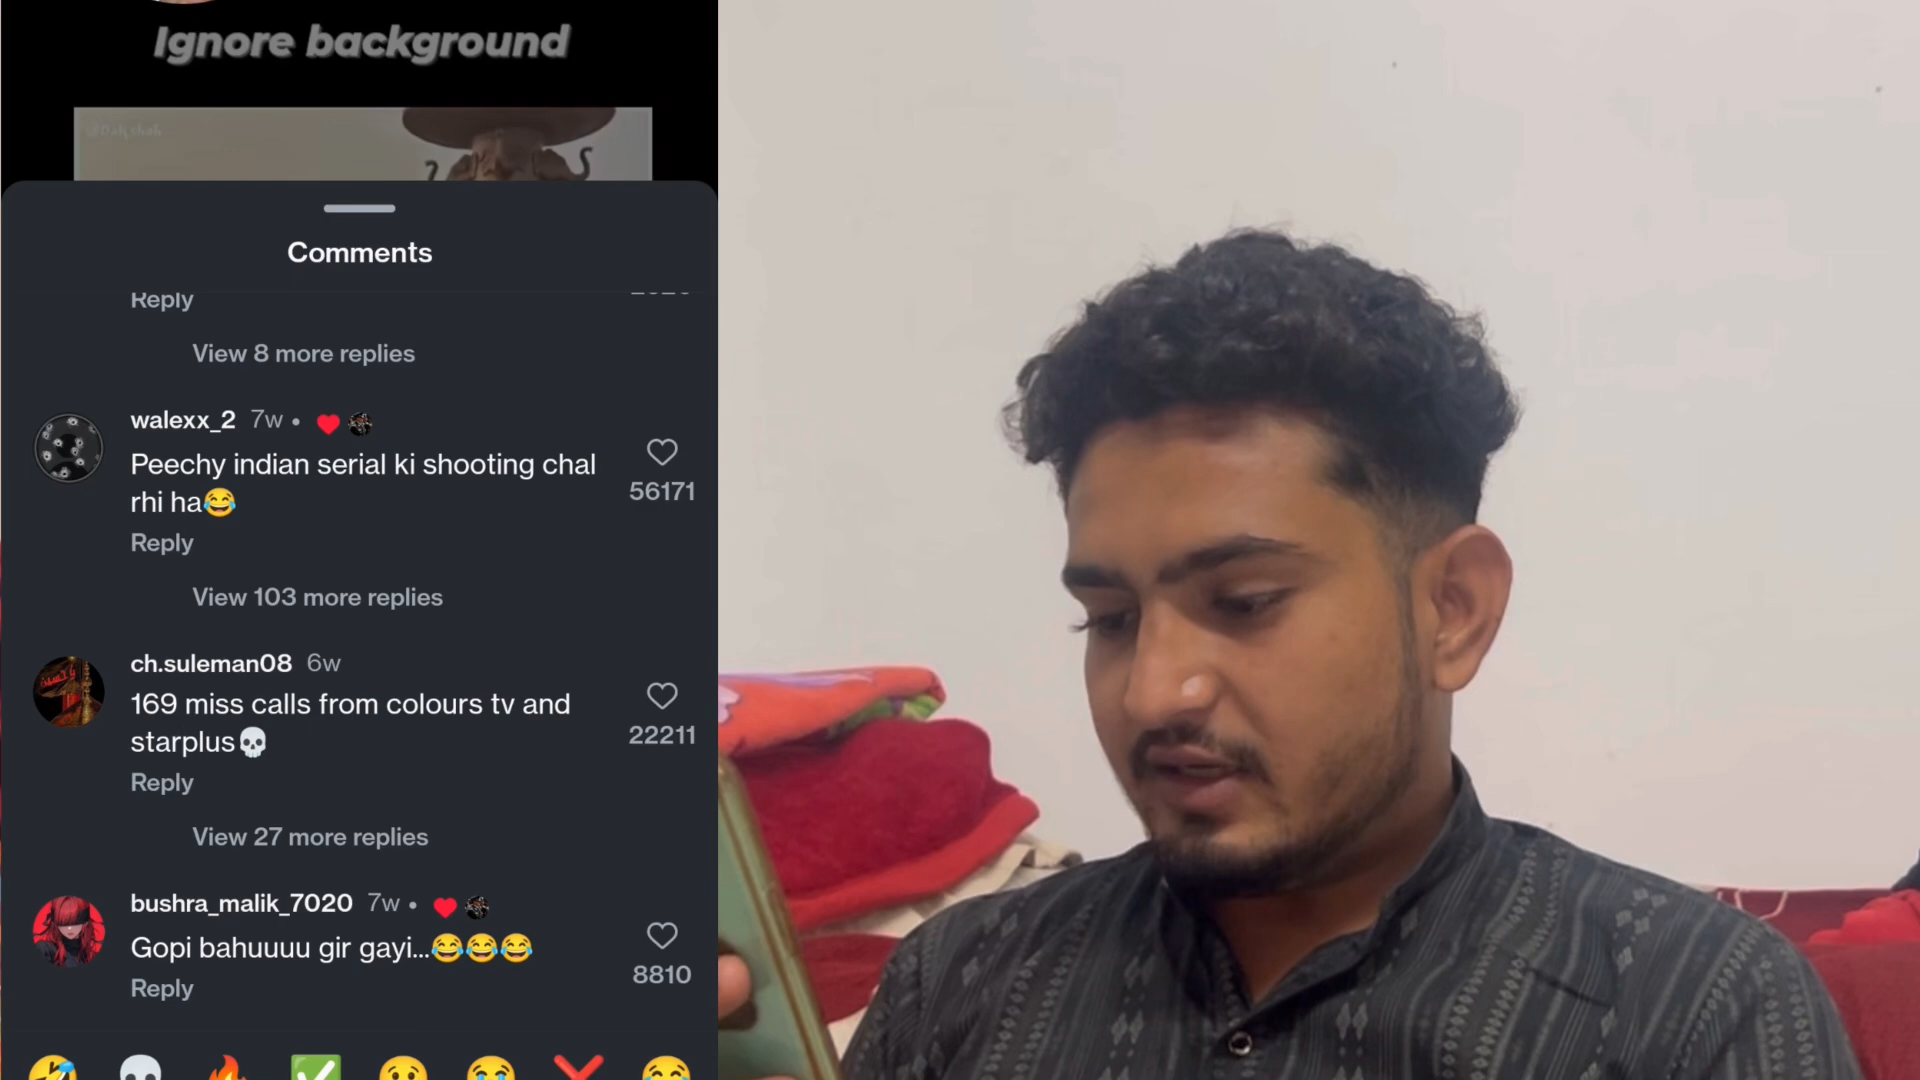 Ignore background
@Rakshak
Comments
Reply
View 8 more replies
walexx_2 7w •
Peechy indian serial ki shooting chal
rhi ha😂
56171
Reply
View 103 more replies
ch.suleman08 6w
169 miss calls from colours tv and
starplus💀
22211
Reply
View 27 more replies
bushra_malik_7020 7w •
Gopi bahuuuu gir gayi...😂😂😂
8810
Reply